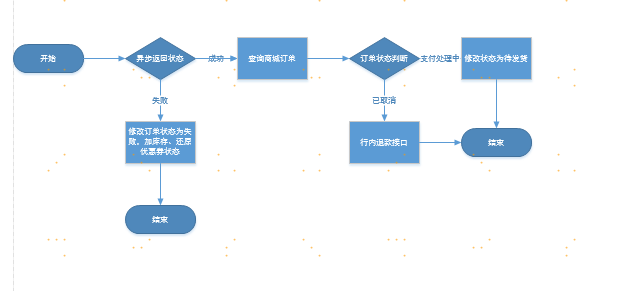 开始
异步返回状态
成功
查询商城订单
订单状态判断
支付处理中
修改状态为待发货
失败
已取消
修改订单状态为失
败，加库存、还原
优惠券状态
行内退款接口
结束
结束